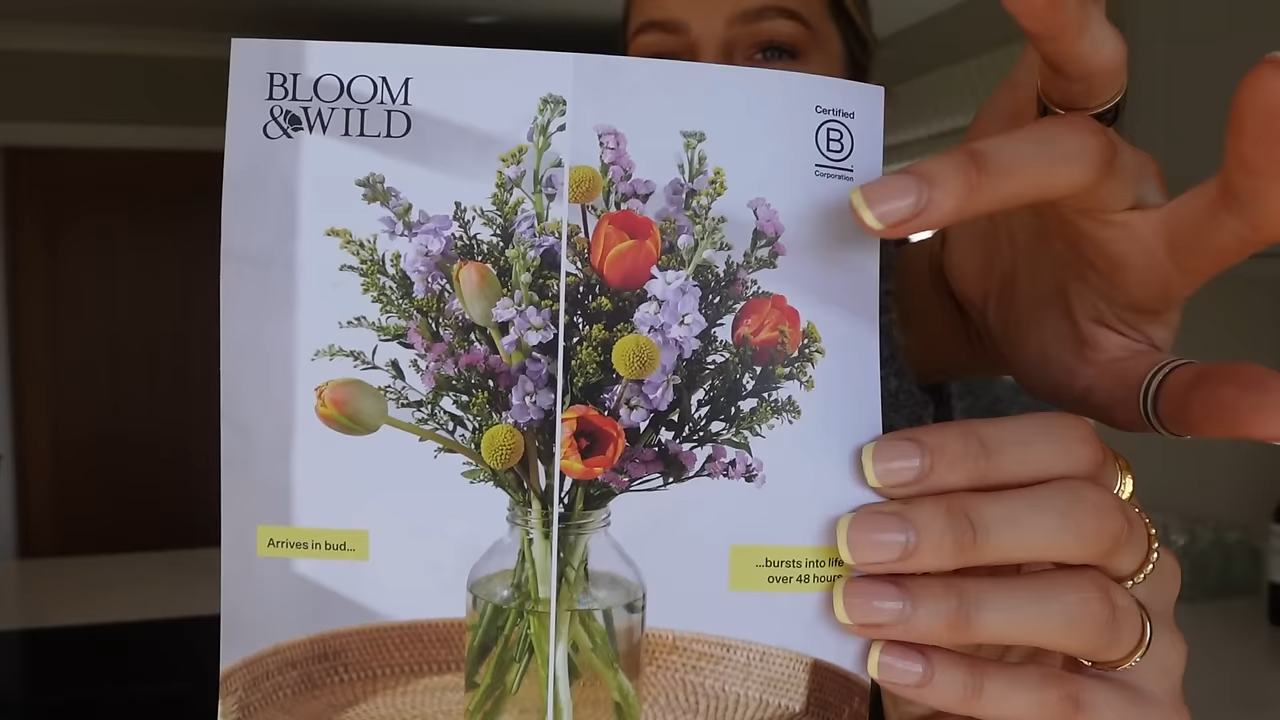 BLOOM
& WILD
Certified
B
Corporation
Arrives in bud...
...bursts into life
over 48 hours